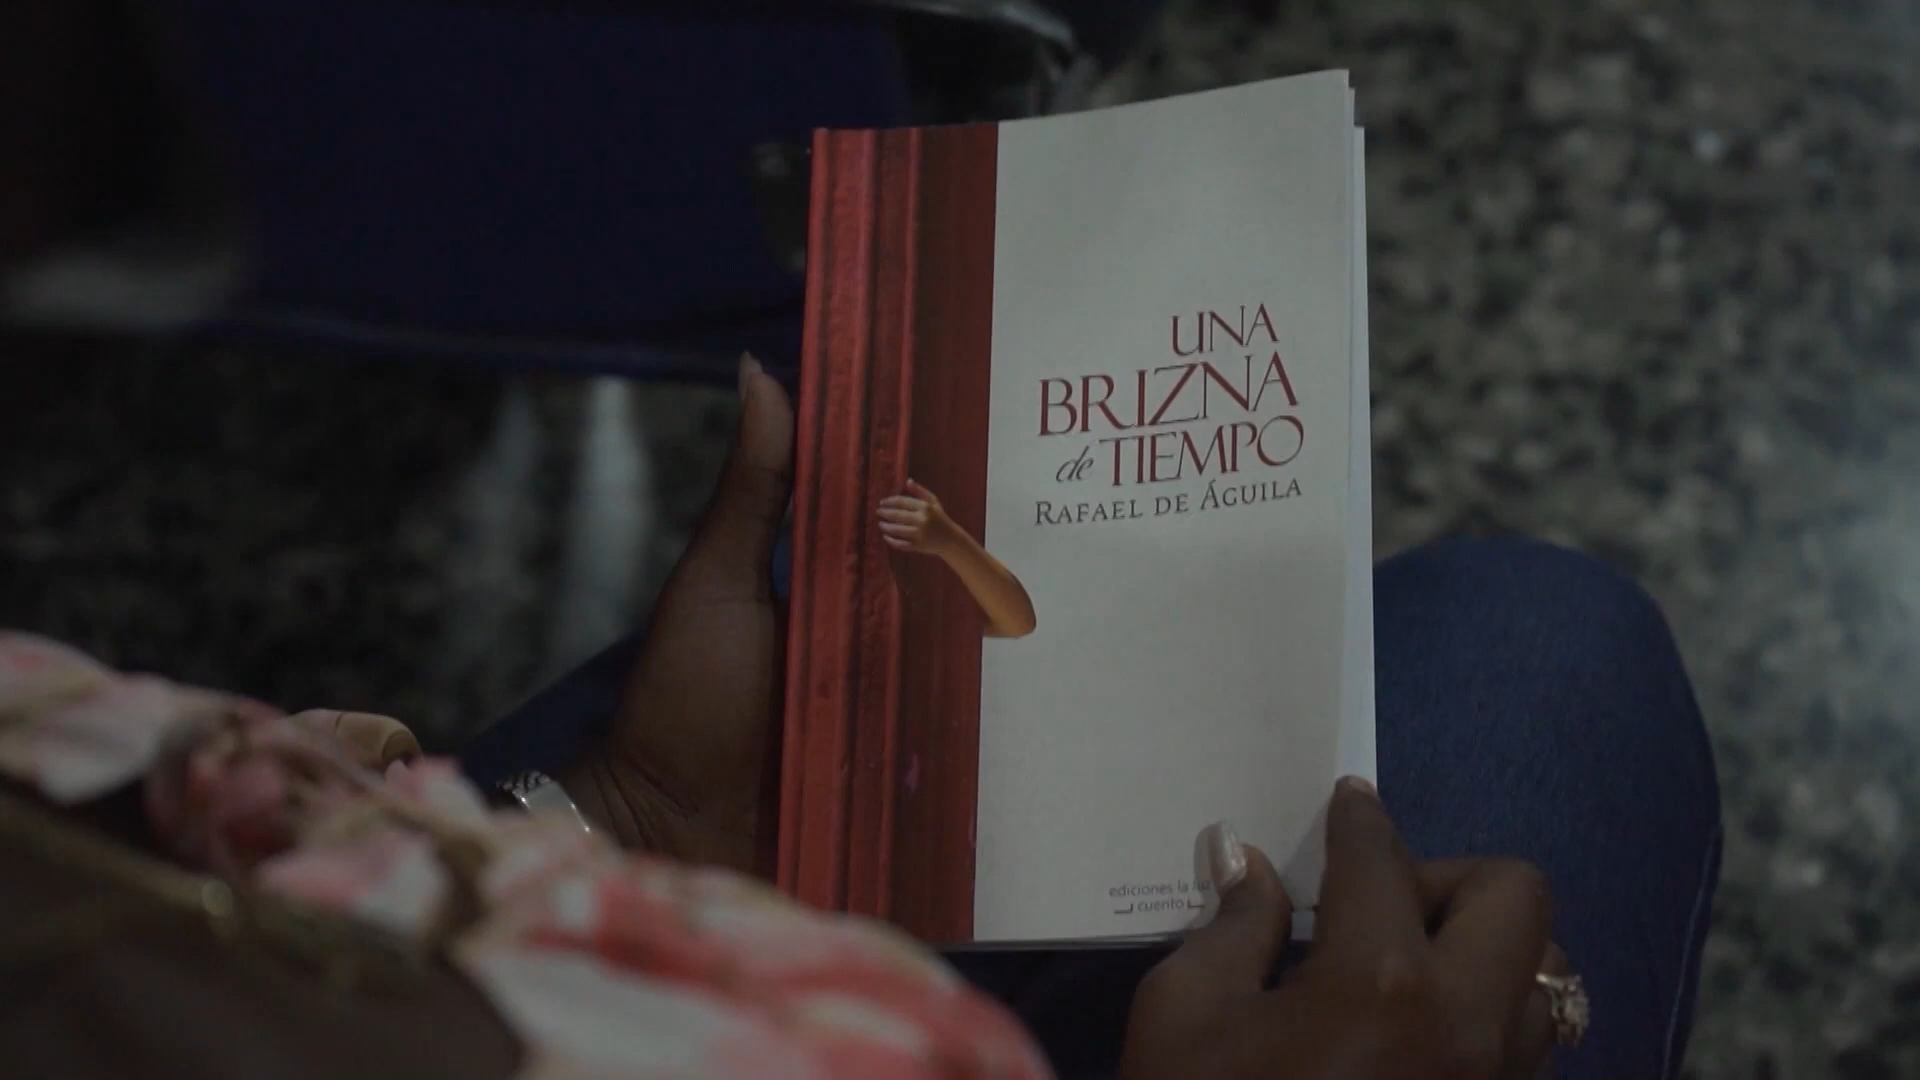 UNA
BRIZNA
de TIEMPO
RAFAEL DE ÁGUILA
ediciones la luz
cuento